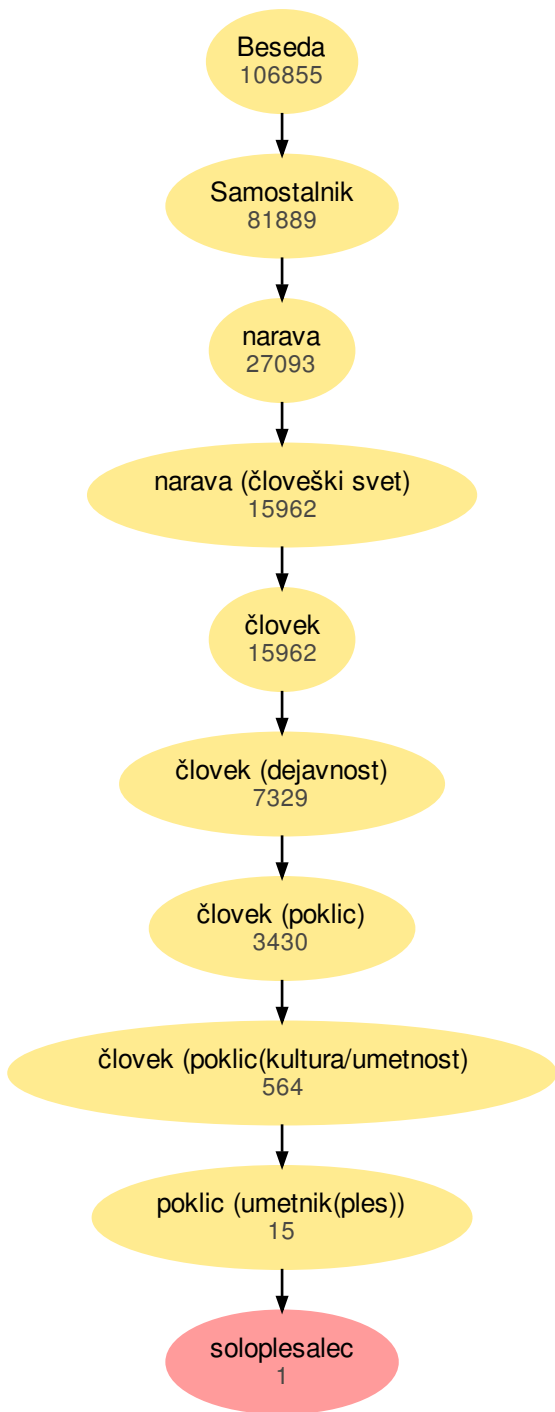 Beseda
106855
Samostalnik
81889
narava
27093
narava (človeški svet)
15962
človek
15962
človek (dejavnost)
7329
človek (poklic)
3430
človek (poklic(kultura/umetnost)
564
poklic (umetnik(ples))
15
soloplesalec
1